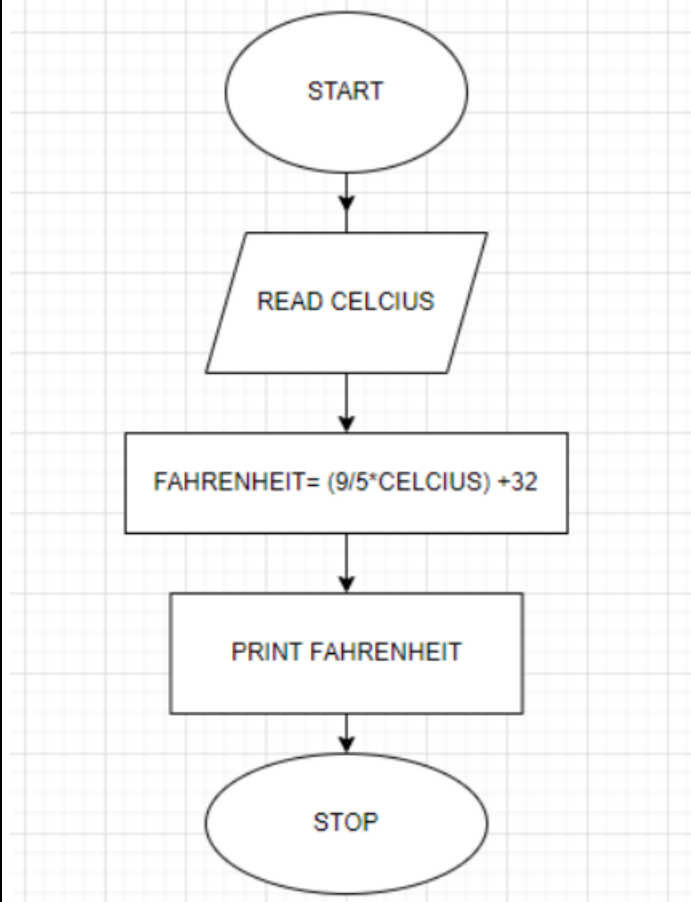 START
READ CELCIUS
FAHRENHEIT= (9/5*CELCIUS) +32
PRINT FAHRENHEIT
STOP